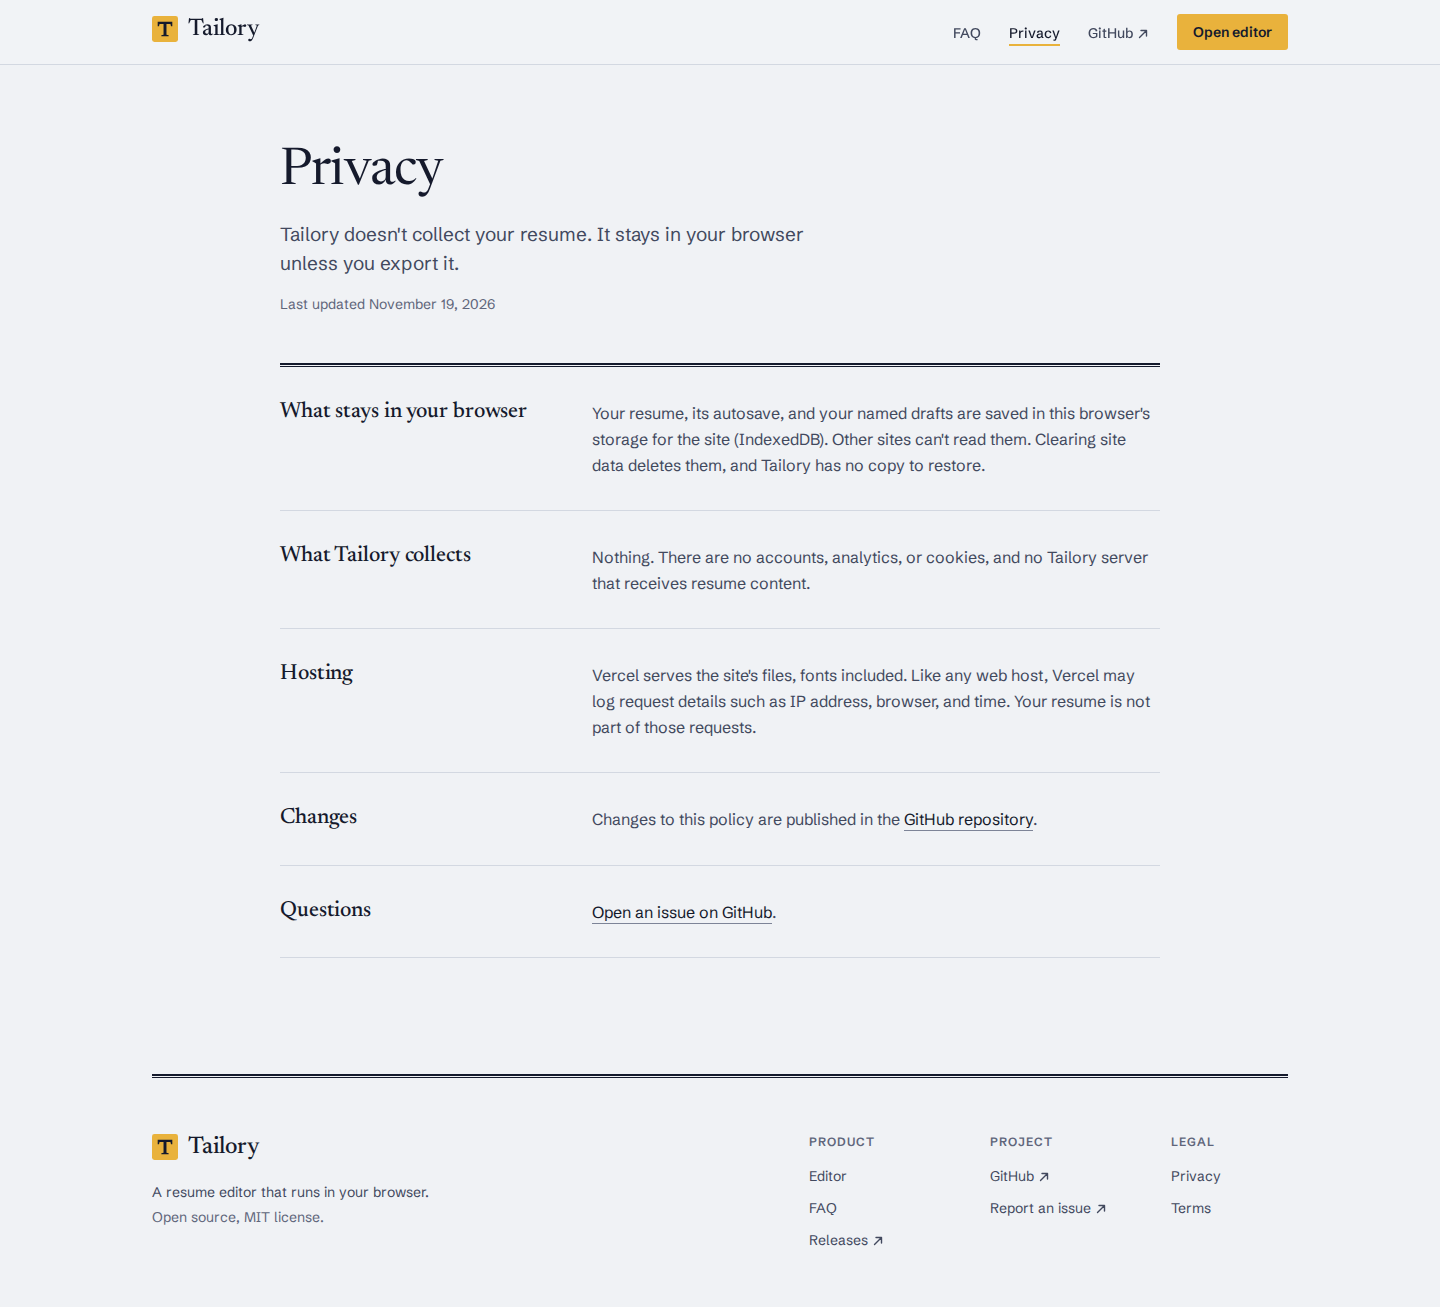 T Tailory
FAQ
Privacy
GitHub ↗
Open editor
Privacy
Tailory doesn't collect your resume. It stays in your browser
unless you export it.
Last updated November 19, 2026
What stays in your browser
Your resume, its autosave, and your named drafts are saved in this browser's
storage for the site (IndexedDB). Other sites can't read them. Clearing site
data deletes them, and Tailory has no copy to restore.
What Tailory collects
Nothing. There are no accounts, analytics, or cookies, and no Tailory server
that receives resume content.
Hosting
Vercel serves the site's files, fonts included. Like any web host, Vercel may
log request details such as IP address, browser, and time. Your resume is not
part of those requests.
Changes
Changes to this policy are published in the GitHub repository.
Questions
Open an issue on GitHub.
T Tailory
A resume editor that runs in your browser.
Open source, MIT license.
PRODUCT
Editor
FAQ
Releases ↗
PROJECT
GitHub ↗
Report an issue ↗
LEGAL
Privacy
Terms